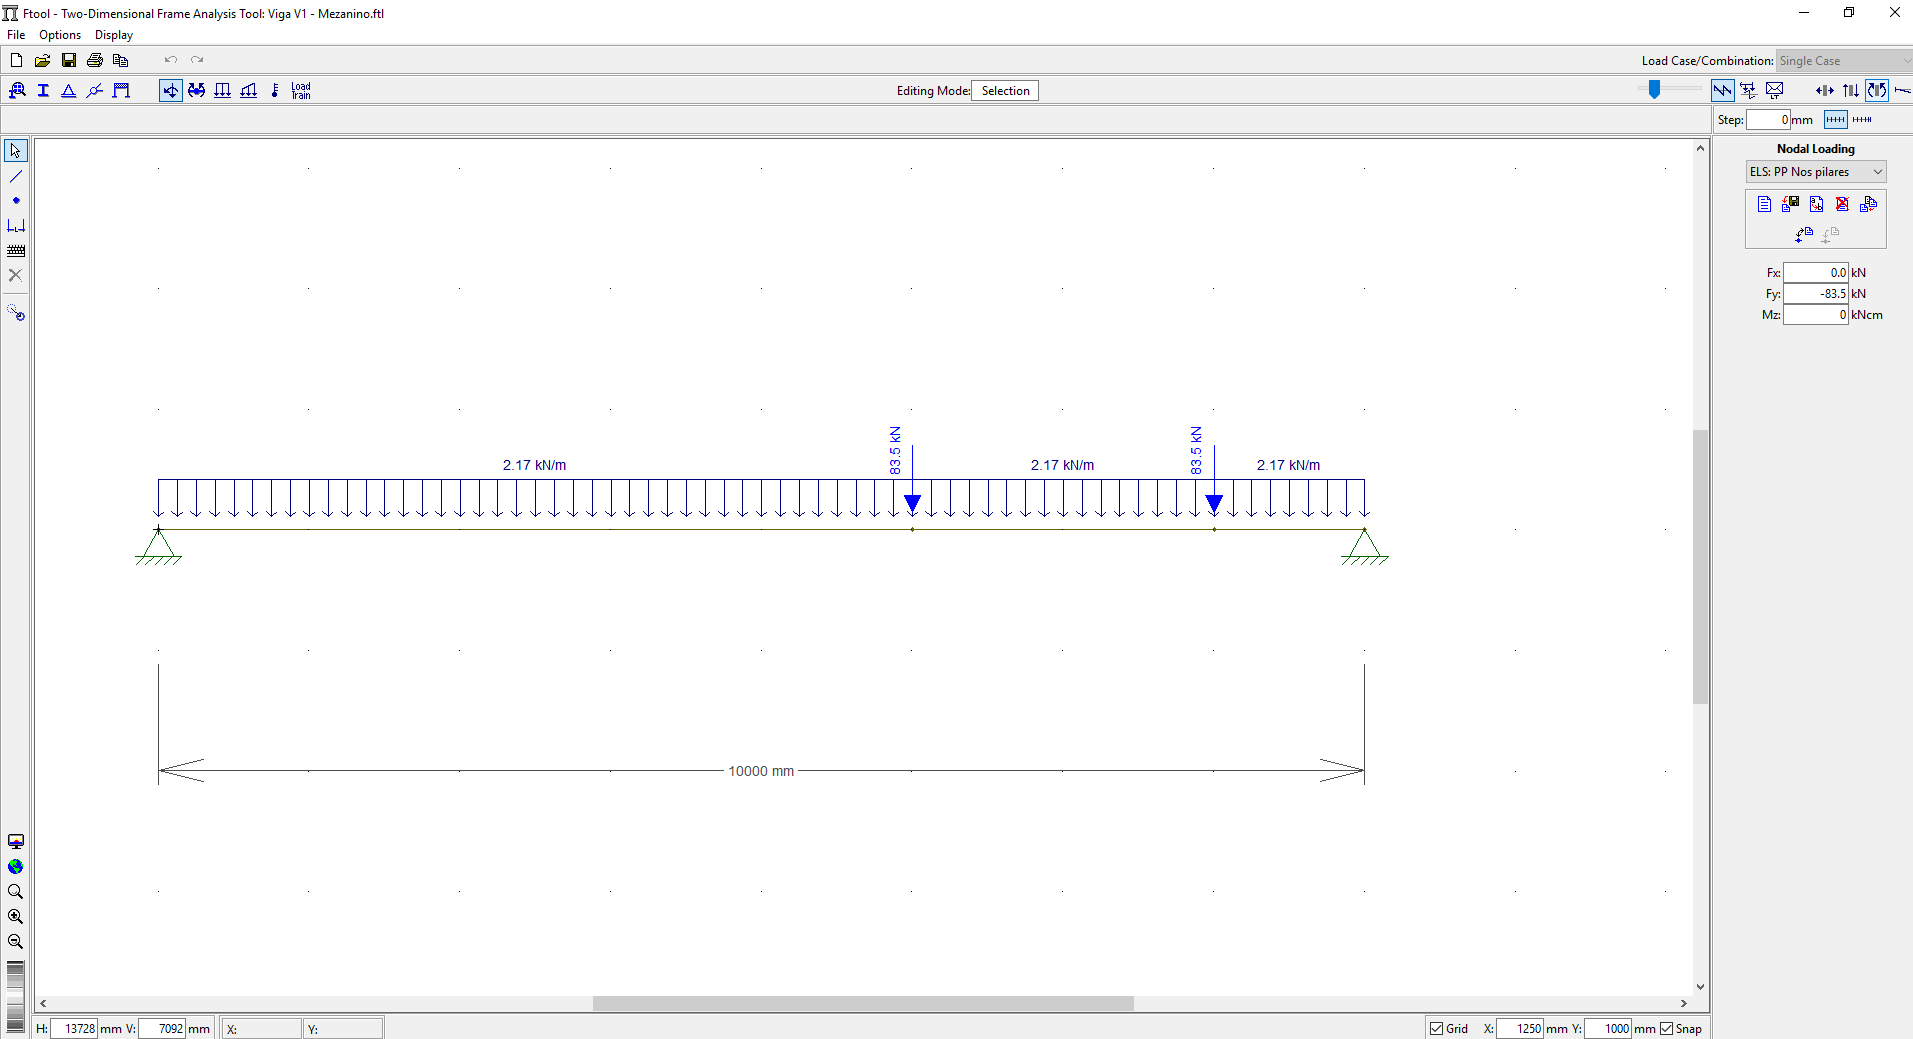 Ftool - Two-Dimensional Frame Analysis Tool: Viga V1 - Mezanino.ftl
File Options Display
Load Case/Combination: Single Case
Load Train
Editing Mode: Selection
LT
Step: 0 mm
Nodal Loading
ELS: PP Nos pilares
Fx: 0.0 kN
Fy: -83.5 kN
Mz: 0 kNcm
83.5 kN
83.5 kN
2.17 kN/m
2.17 kN/m
2.17 kN/m
10000 mm
H: 13728 mm V: 7092 mm X: Y:
Grid X: 1250 mm Y: 1000 mm Snap